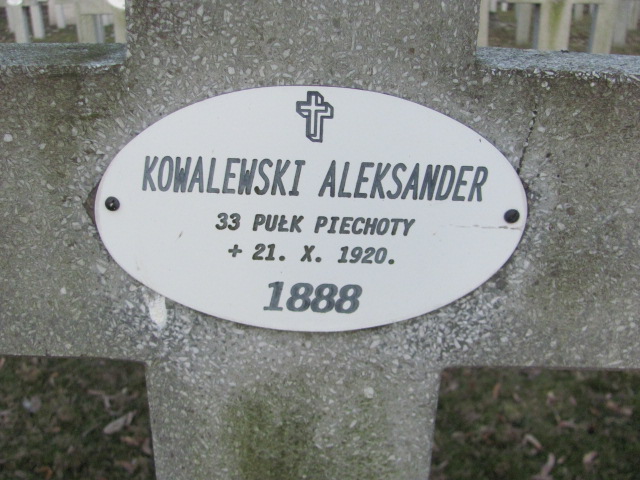 KOWALEWSKI ALEKSANDER
33 PUŁK PIECHOTY
+ 21. X. 1920.
1888